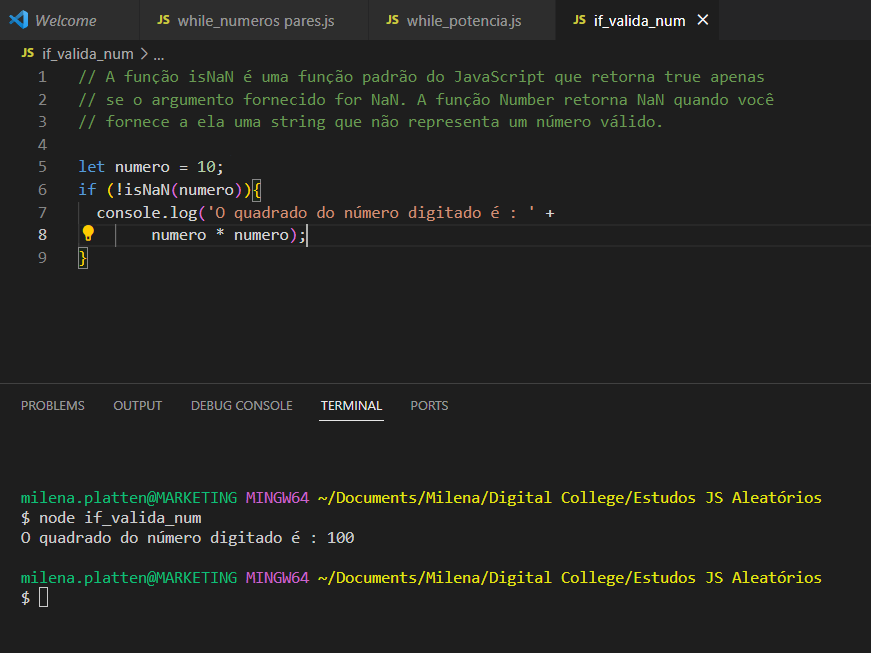 Welcome JS while_numeros pares.js JS while_potencia.js JS if_valida_num
JS if_valida_num > ...
1 // A função isNaN é uma função padrão do JavaScript que retorna true apenas
2 // se o argumento fornecido for NaN. A função Number retorna NaN quando você
3 // fornece a ela uma string que não representa um número válido.
4
5 let numero = 10;
6 if (!isNaN(numero)){
7 console.log('O quadrado do número digitado é : ' +
8 numero * numero);
9 }
PROBLEMS OUTPUT DEBUG CONSOLE TERMINAL PORTS
milena.platten@MARKETING MINGW64 ~/Documents/Milena/Digital College/Estudos JS Aleatórios
$ node if_valida_num
O quadrado do número digitado é : 100
milena.platten@MARKETING MINGW64 ~/Documents/Milena/Digital College/Estudos JS Aleatórios
$